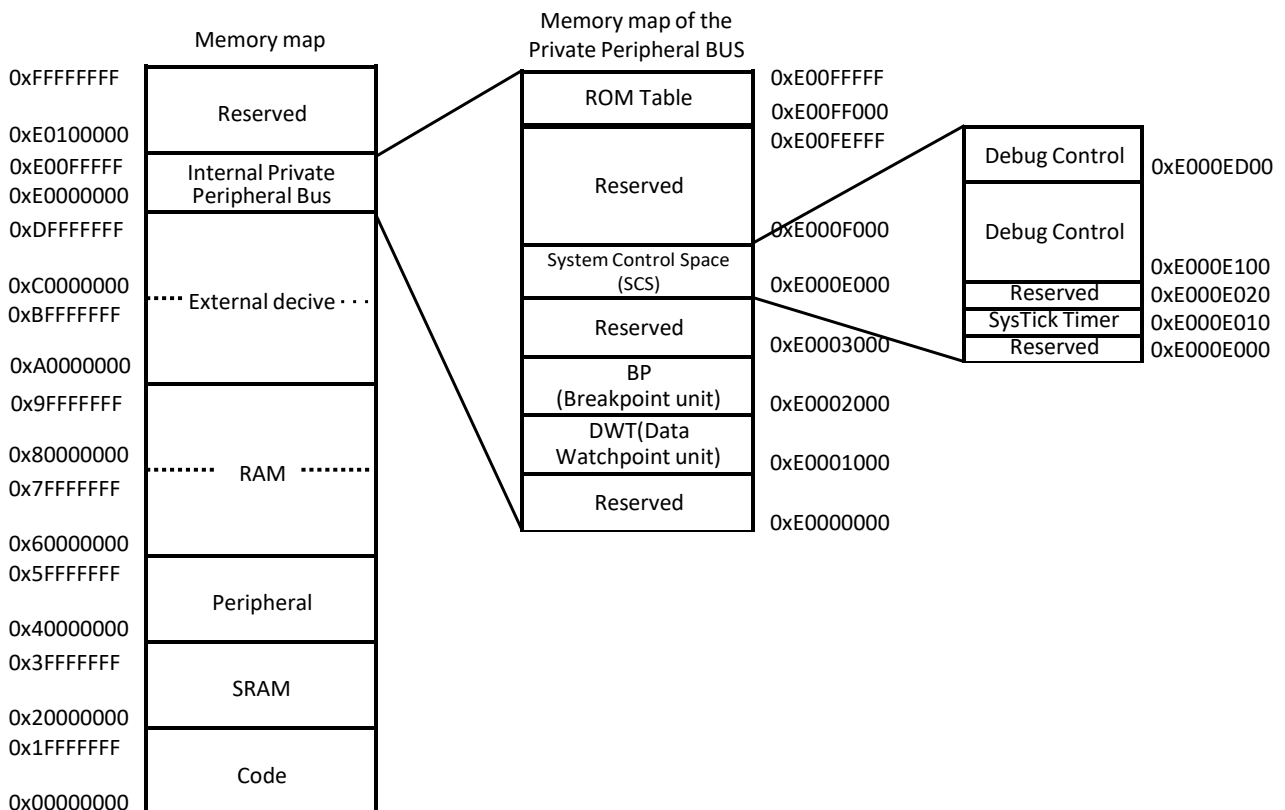 Memory map
0xFFFFFFFF
Reserved
0xE0100000
0xE00FFFFF
Internal Private
Peripheral Bus
0xE0000000
0xDFFFFFFF
0xC0000000
External decive
0xBFFFFFFF
0xA0000000
0x9FFFFFFF
0x80000000
RAM
0x7FFFFFFF
0x60000000
0x5FFFFFFF
Peripheral
0x40000000
0x3FFFFFFF
SRAM
0x20000000
0x1FFFFFFF
Code
0x00000000
Memory map of the
Private Peripheral BUS
0xE00FFFFF
ROM Table
0xE00FF000
0xE00FEFFF
Reserved
0xE000F000
System Control Space
(SCS)
0xE000E000
Reserved
0xE0003000
BP
(Breakpoint unit)
0xE0002000
DWT(Data
Watchpoint unit)
0xE0001000
Reserved
0xE0000000
Debug Control
0xE000ED00
Debug Control
0xE000E100
Reserved
0xE000E020
SysTick Timer
0xE000E010
Reserved
0xE000E000